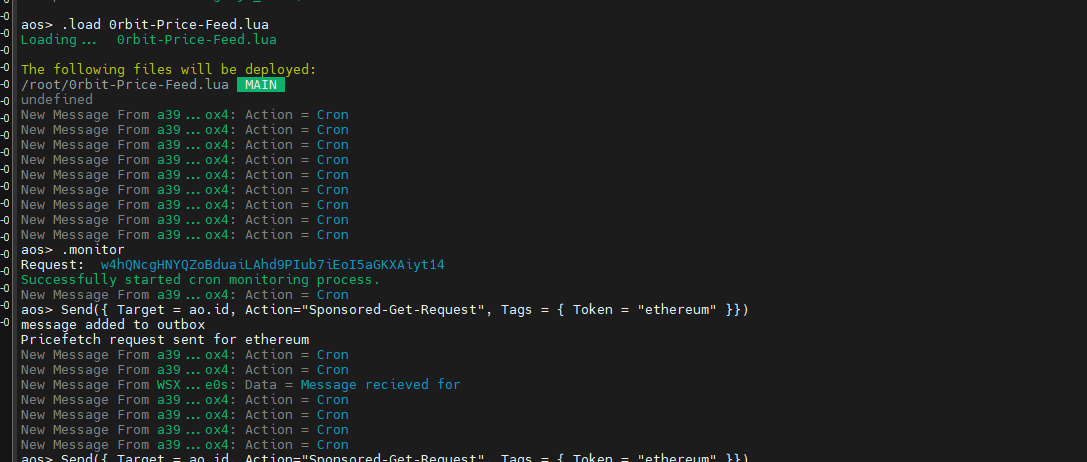 aos> .load 0rbit-Price-Feed.lua
Loading... 0rbit-Price-Feed.lua
The following files will be deployed:
/root/0rbit-Price-Feed.lua MAIN
undefined
New Message From a39...ox4: Action = Cron
New Message From a39...ox4: Action = Cron
New Message From a39...ox4: Action = Cron
New Message From a39...ox4: Action = Cron
New Message From a39...ox4: Action = Cron
New Message From a39...ox4: Action = Cron
New Message From a39...ox4: Action = Cron
New Message From a39...ox4: Action = Cron
New Message From a39...ox4: Action = Cron
aos> .monitor
Request: w4hQNcgHNYQZoBduaiLAhd9PIub7iEoI5aGKXAiyt14
Successfully started cron monitoring process.
New Message From a39...ox4: Action = Cron
aos> Send({ Target = ao.id, Action="Sponsored-Get-Request", Tags = { Token = "ethereum" }})
message added to outbox
Pricefetch request sent for ethereum
New Message From a39...ox4: Action = Cron
New Message From a39...ox4: Action = Cron
New Message From WSX...e0s: Data = Message recieved for
New Message From a39...ox4: Action = Cron
New Message From a39...ox4: Action = Cron
New Message From a39...ox4: Action = Cron
New Message From a39...ox4: Action = Cron
aos> Send({ Target = ao.id, Action="Sponsored-Get-Request", Tags = { Token = "ethereum" }})